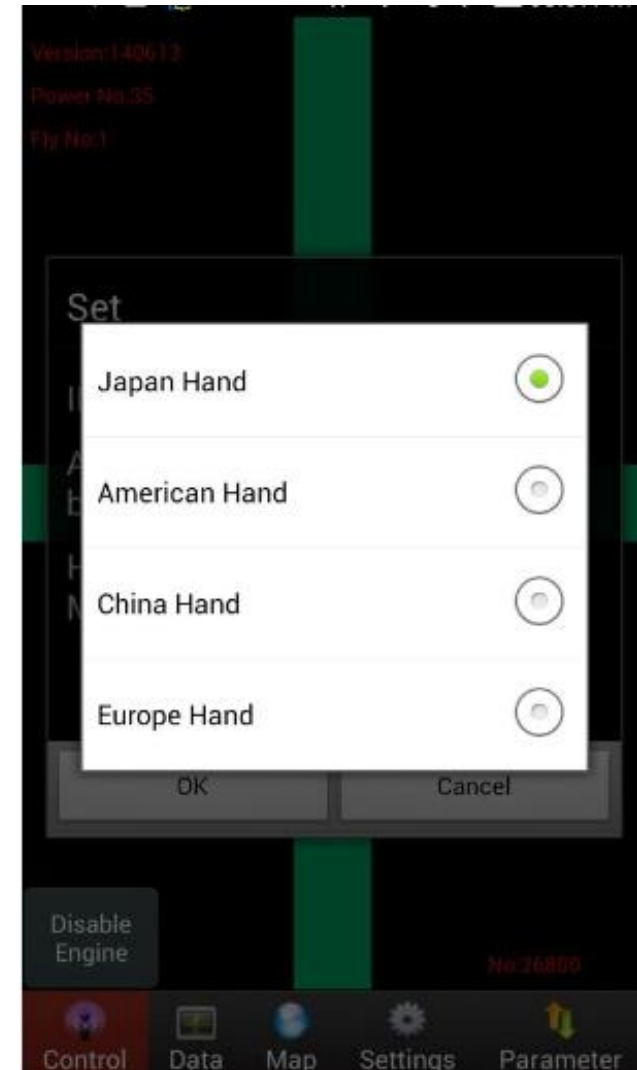 Version:140613
Power No:35
Fly No:1
Set
Japan Hand
American Hand
China Hand
Europe Hand
OK
Cancel
Disable
Engine
No:26800
Control
Data
Map
Settings
Parameter